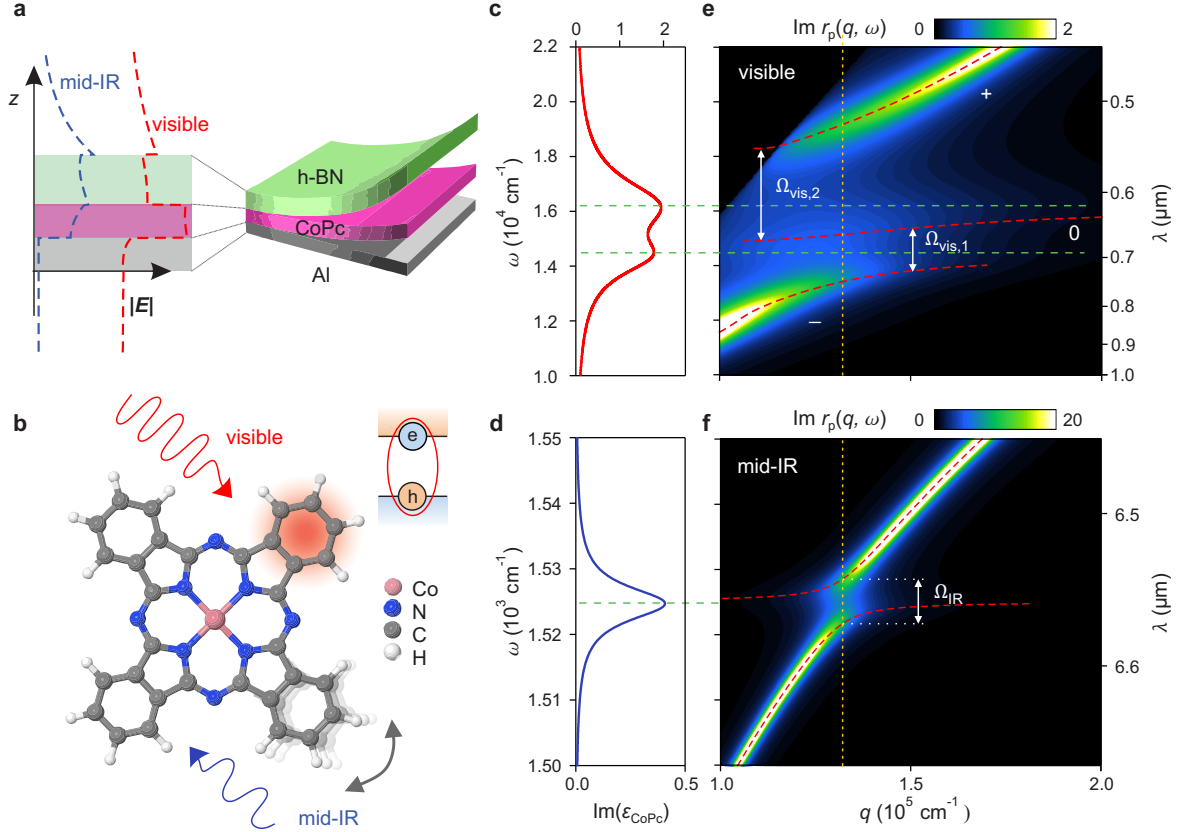 a
z
mid-IR
visible
|E|
h-BN
CoPc
Al
b
visible
e
h
Co
N
C
H
mid-IR
c
0 1 2
2.2
2.0
1.8
1.6
1.4
1.2
1.0
ω (10⁴ cm⁻¹)
d
1.55
1.54
1.53
1.52
1.50
ω (10³ cm⁻¹)
0 0.5
Im(εCoPc)
e
Im rp(q, ω)
0 2
visible
+
Ωvis,2
Ωvis,1
0
–
0.5
0.6
0.7
0.8
0.9
1.0
λ (μm)
f
Im rp(q, ω)
0 20
mid-IR
ΩIR
6.5
6.6
λ (μm)
1.0 1.5 2.0
q (10⁵ cm⁻¹)